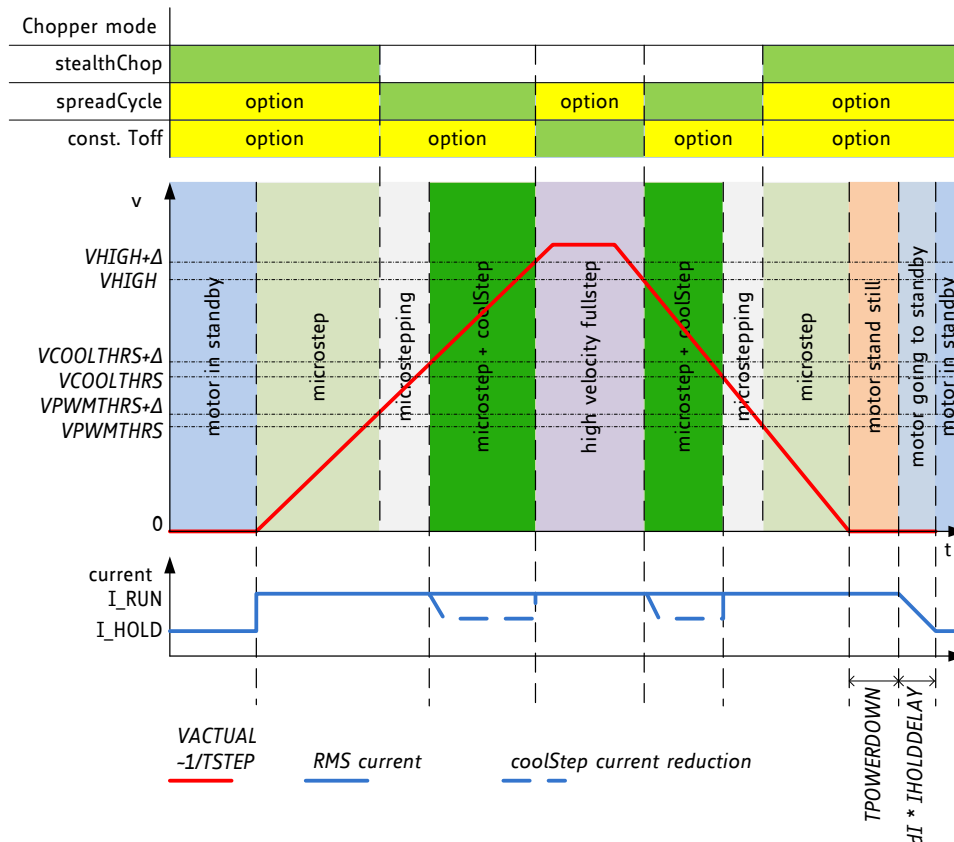 Chopper mode
stealthChop
spreadCycle
option
option
option
const. Toff
option
option
option
option
v
VHIGH+Δ
VHIGH
VCOOLTHRS+Δ
VCOOLTHRS
VPWMTHRS+Δ
VPWMTHRS
0
motor in standby
microstep
microstepping
microstep + coolStep
high velocity fullstep
microstep + coolStep
microstepping
microstep
motor stand still
motor going to standby
motor in standby
t
current
I_RUN
I_HOLD
TPOWERDOWN
dI * IHOLDDELAY
VACTUAL
~1/TSTEP
RMS current
coolStep current reduction